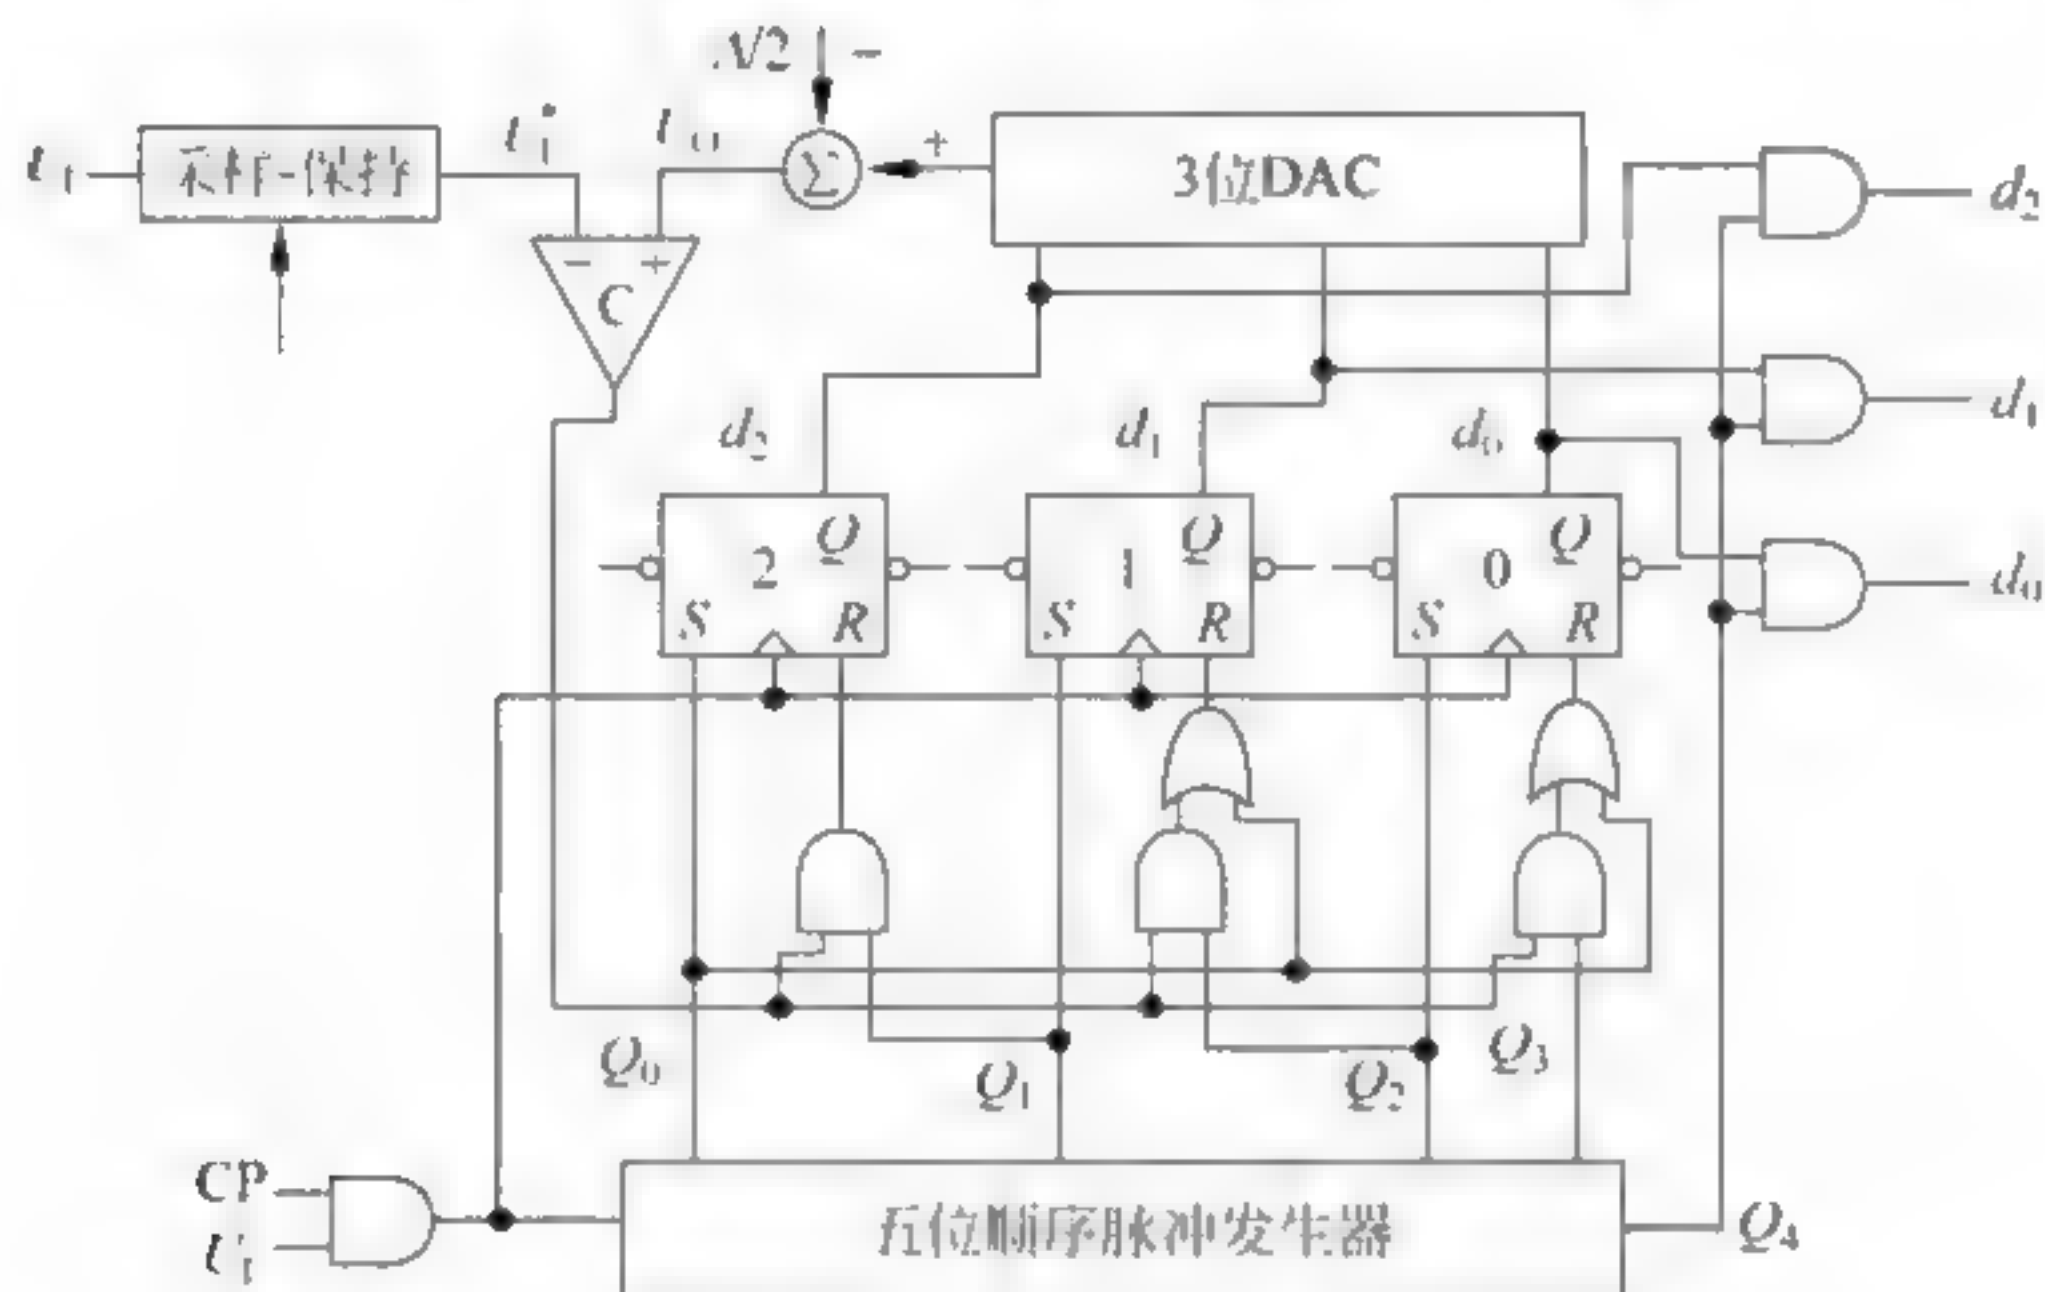 Δ/2
−
采样-保持
+
Σ
3位DAC
d₂
−
+
C
d₁
d₂
d₁
d₀
Q
2
S
R
Q
1
S
R
Q
0
S
R
d₀
Q₀
Q₁
Q₂
Q₃
CP
五位顺序脉冲发生器
Q₄